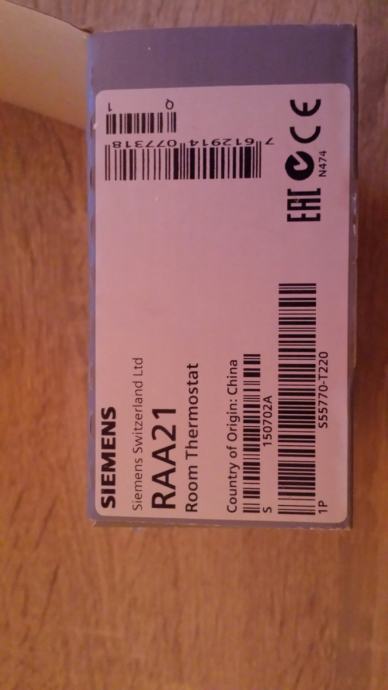 SIEMENS
Siemens Switzerland Ltd
RAA21
Room Thermostat
Country of Origin: China
S 150702A
1P S55770-T220
Q 1
7 612914 077318
EAC CE
N474